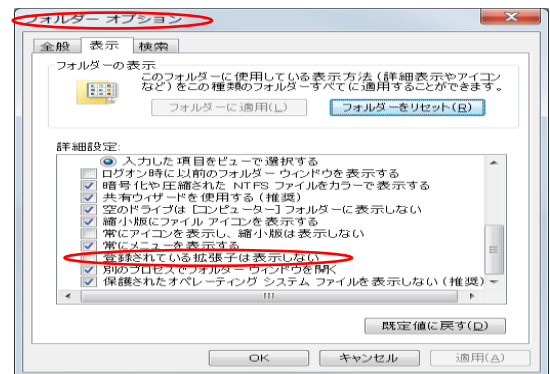 フォルダー オプション
全般 表示 検索
フォルダーの表示
このフォルダーに使用している表示方法(詳細表示やアイコン
など)をこの種類のフォルダーすべてに適用することができます。
フォルダーに適用(L) フォルダーをリセット(R)
詳細設定:
入力した項目をビューで選択する
ログオン時に以前のフォルダー ウィンドウを表示する
暗号化や圧縮された NTFS ファイルをカラーで表示する
共有ウィザードを使用する(推奨)
空のドライブは [コンピューター] フォルダーに表示しない
縮小版にファイル アイコンを表示する
常にアイコンを表示し、縮小版は表示しない
常にメニューを表示する
登録されている拡張子は表示しない
別のプロセスでフォルダー ウィンドウを開く
保護されたオペレーティング システム ファイルを表示しない(推奨)
既定値に戻す(D)
OK キャンセル 適用(A)